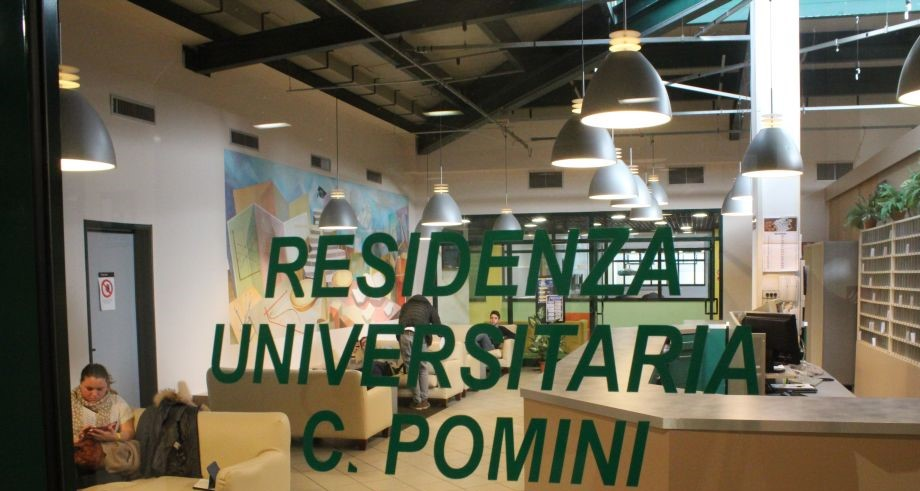 RESIDENZA
UNIVERSITARIA
C. POMINI